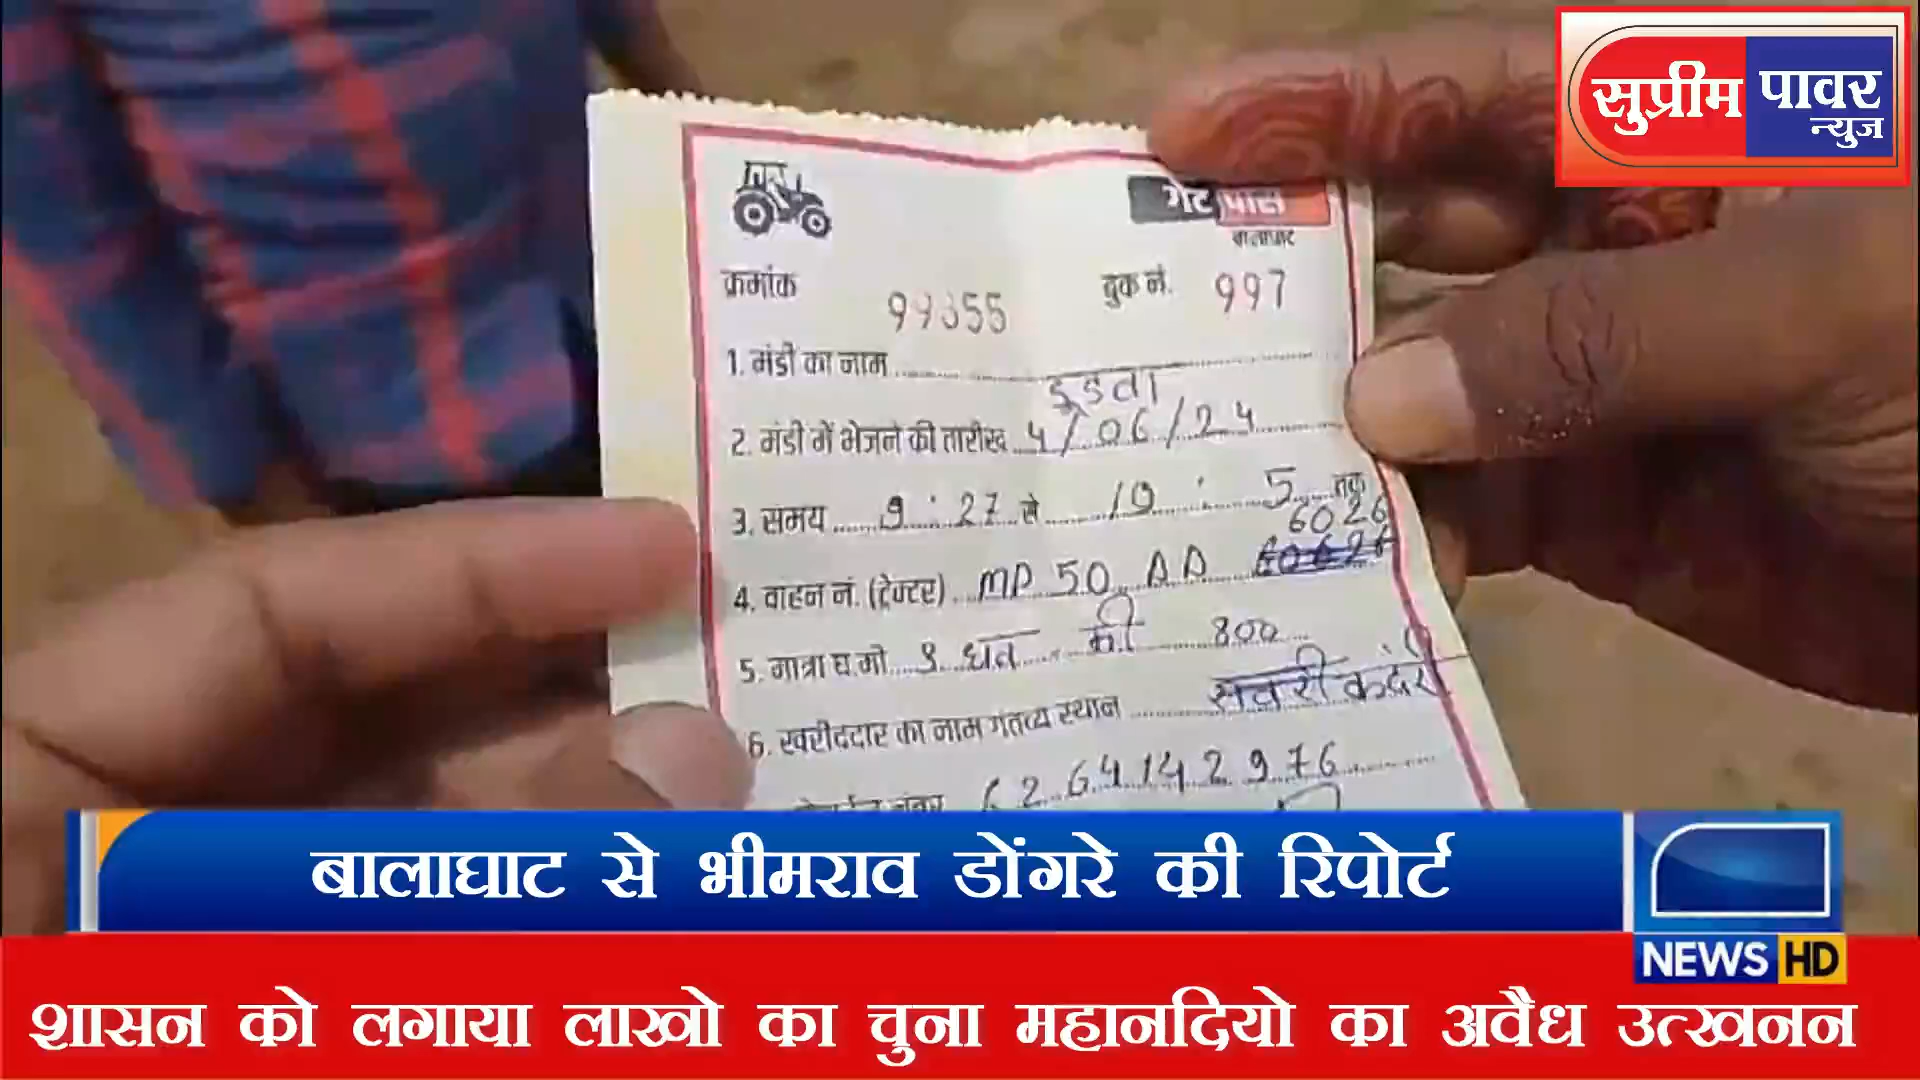 सुप्रीम पावर
न्युज
गेट पास
बालाघाट
क्रमांक 99355 बुक नं. 997
1. मंडी का नाम
2. मंडी में भेजने की तारीख 4/06/24
3. समय 9:27 से 10:5 तक
6026
4. वाहन नं. (ट्रेक्टर) MP 50 AA
5. मात्रा घ.मी. 3 घन मी 800
6. खरीददार का नाम गंतव्य स्थान
6264142976
बालाघाट से भीमराव डोंगरे की रिपोर्ट
NEWS HD
शासन को लगाया लाखो का चुना महानदियो का अवैध उत्खनन